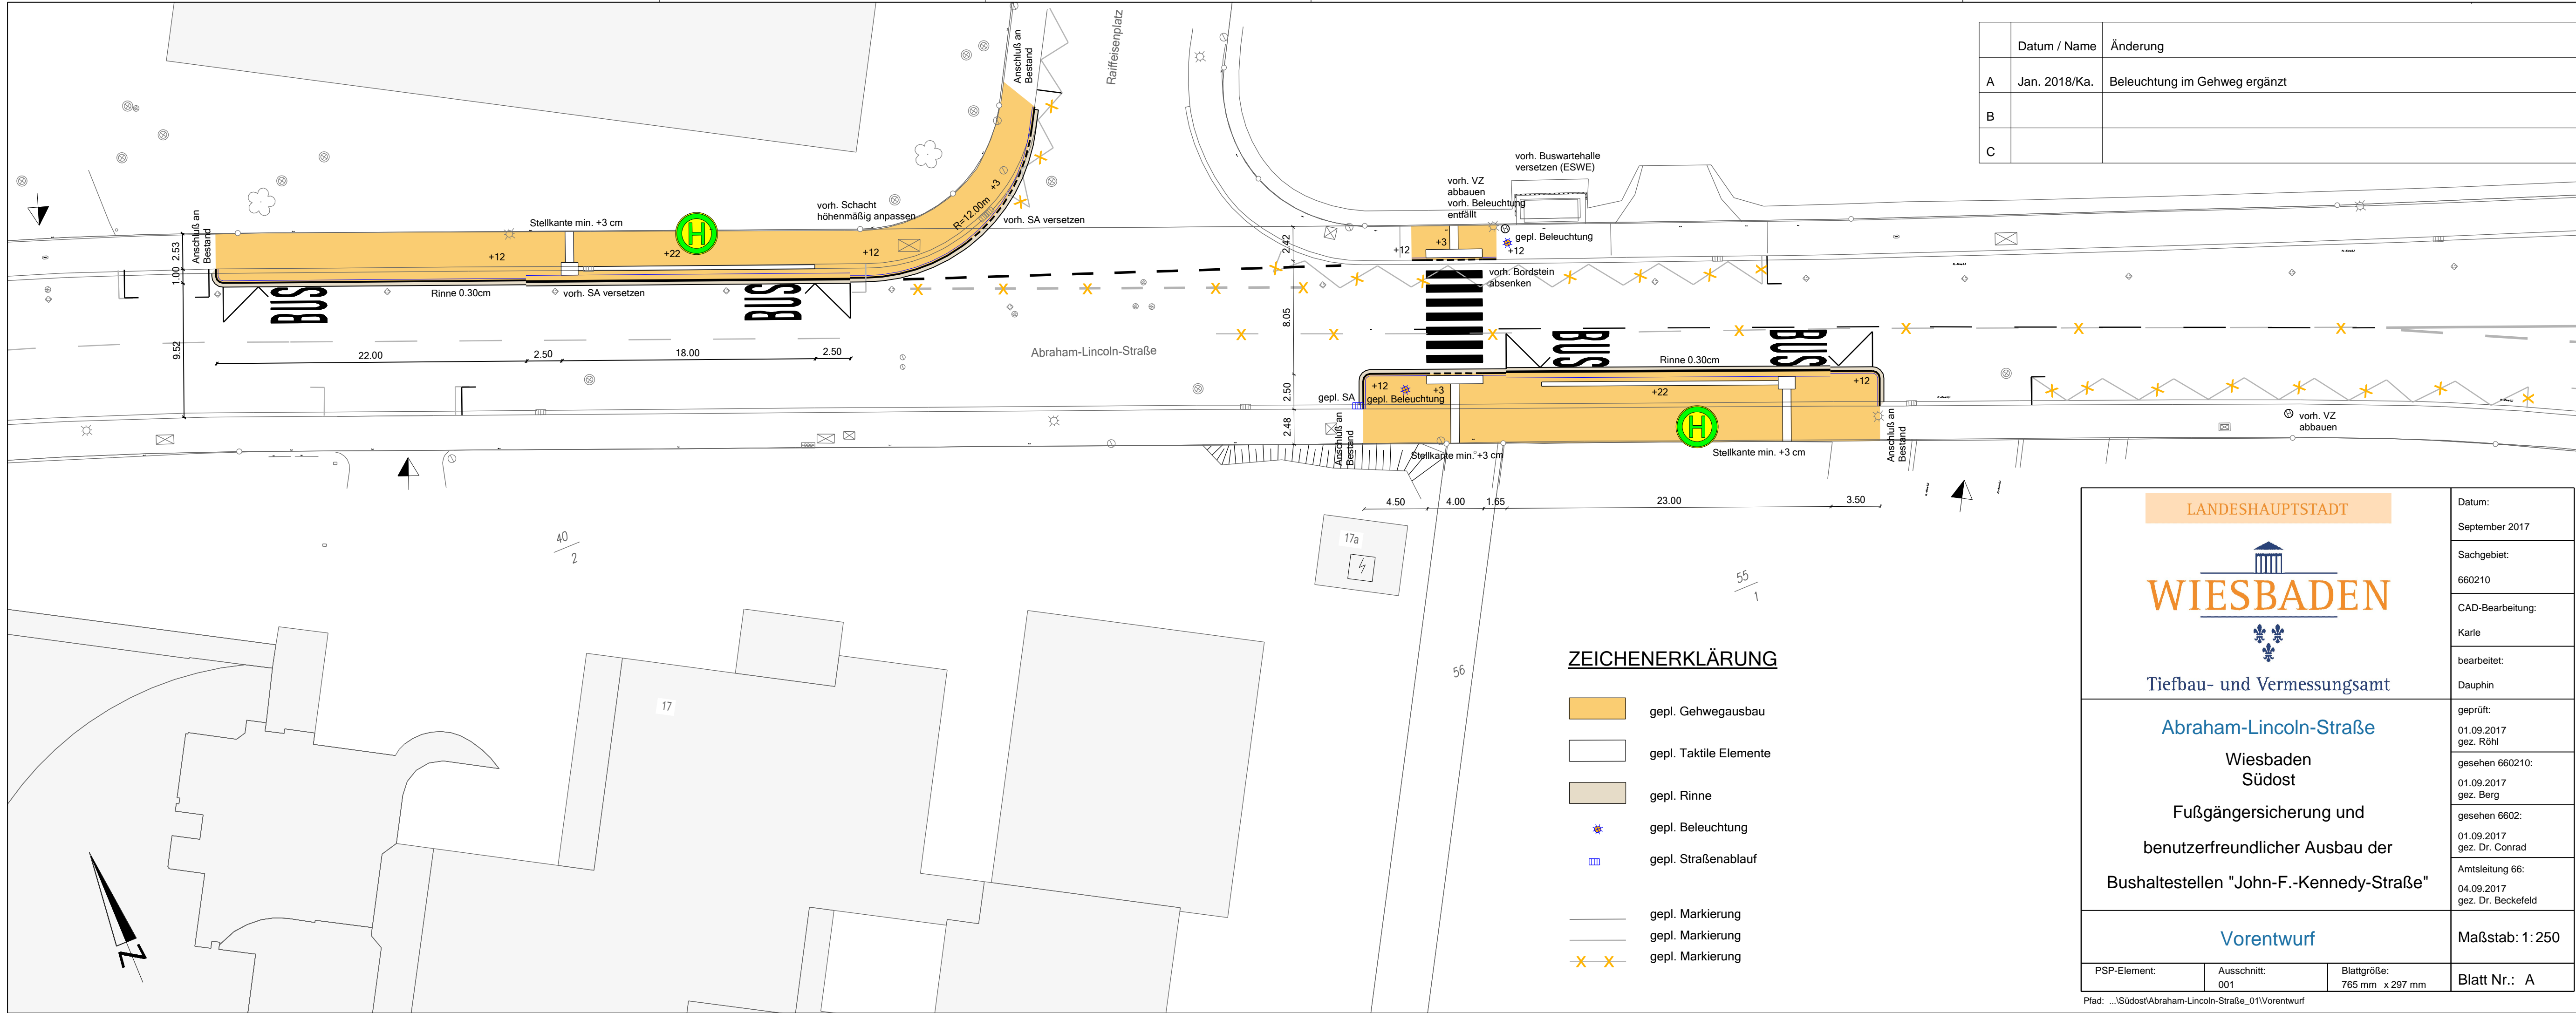 Datum / Name
Änderung
A
Jan. 2018/Ka.
Beleuchtung im Gehweg ergänzt
B
C
Raiffeisenplatz
Anschluß an
Bestand
R=12.00m
+3
vorh. SA versetzen
vorh. Schacht
höhenmäßig anpassen
Stellkante min. +3 cm
Anschluß an
Bestand
2.53
1.00
9.52
+12
H
+22
+12
BUS
Rinne 0.30cm
vorh. SA versetzen
BUS
22.00
2.50
18.00
2.50
Abraham-Lincoln-Straße
vorh. Buswartehalle
versetzen (ESWE)
vorh. VZ
abbauen
vorh. Beleuchtung
entfällt
gepl. Beleuchtung
+12
+3
+12
vorh. Bordstein
absenken
2.42
8.05
2.50
2.48
BUS
BUS
Rinne 0.30cm
+12
+3
+22
+12
gepl. SA
gepl. Beleuchtung
H
Anschluß an
Bestand
Stellkante min. +3 cm
Stellkante min. +3 cm
Anschluß an
Bestand
vorh. VZ
abbauen
4.50
4.00
1.65
23.00
3.50
40
2
17a
55
1
56
17
N
ZEICHENERKLÄRUNG
gepl. Gehwegausbau
gepl. Taktile Elemente
gepl. Rinne
gepl. Beleuchtung
gepl. Straßenablauf
gepl. Markierung
gepl. Markierung
gepl. Markierung
LANDESHAUPTSTADT
WIESBADEN
Tiefbau- und Vermessungsamt
Abraham-Lincoln-Straße
Wiesbaden
Südost
Fußgängersicherung und
benutzerfreundlicher Ausbau der
Bushaltestellen "John-F.-Kennedy-Straße"
Vorentwurf
Datum:
September 2017
Sachgebiet:
660210
CAD-Bearbeitung:
Karle
bearbeitet:
Dauphin
geprüft:
01.09.2017
gez. Röhl
gesehen 660210:
01.09.2017
gez. Berg
gesehen 6602:
01.09.2017
gez. Dr. Conrad
Amtsleitung 66:
04.09.2017
gez. Dr. Beckefeld
Maßstab: 1:250
PSP-Element:
Ausschnitt:
001
Blattgröße:
765 mm x 297 mm
Blatt Nr.: A
Pfad: ...\Südost\Abraham-Lincoln-Straße_01\Vorentwurf